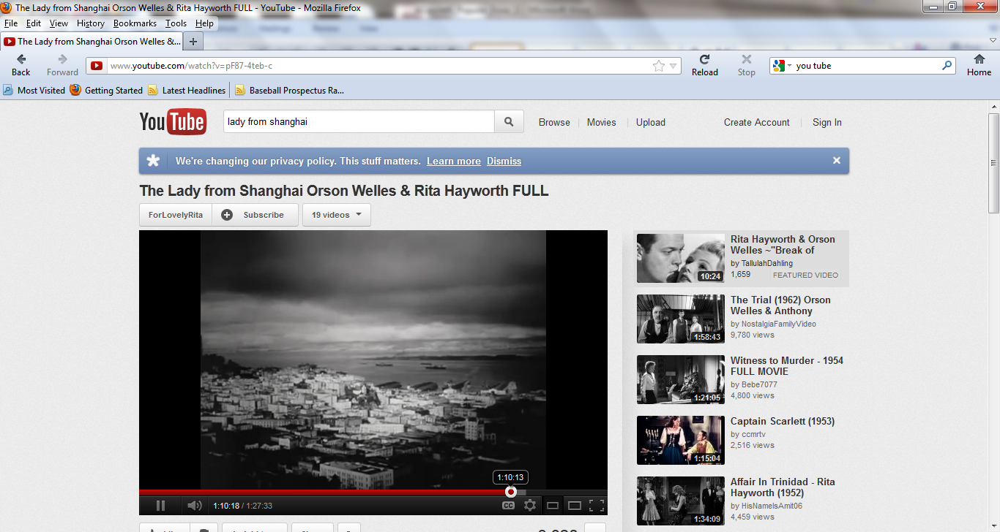 The Lady from Shanghai Orson Welles & Rita Hayworth FULL - YouTube - Mozilla Firefox
File Edit View History Bookmarks Tools Help
The Lady from Shanghai Orson Welles &...
Back Forward www.youtube.com/watch?v=pF87-4teb-c Reload Stop you tube Home
Most Visited Getting Started Latest Headlines Baseball Prospectus Ra...
YouTube lady from shanghai Browse Movies Upload Create Account Sign In
We're changing our privacy policy. This stuff matters. Learn more Dismiss
The Lady from Shanghai Orson Welles & Rita Hayworth FULL
ForLovelyRita Subscribe 19 videos
1:10:13
1:10:18 / 1:27:33 CC
Rita Hayworth & Orson
Welles ~"Break of
by TallulahDahling
1,659 FEATURED VIDEO
10:24
The Trial (1962) Orson
Welles & Anthony
by NostalgiaFamilyVideo
9,780 views
1:58:43
Witness to Murder - 1954
FULL MOVIE
by Bebe7077
4,800 views
1:21:05
Captain Scarlett (1953)
by ccmrtv
2,516 views
1:15:04
Affair In Trinidad - Rita
Hayworth (1952)
by HisNameIsAmit06
4,459 views
1:34:09